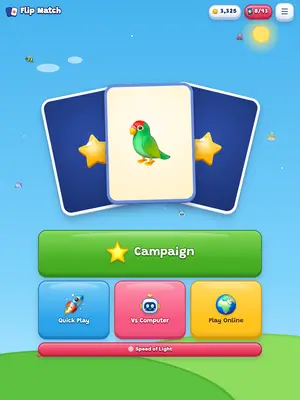 Flip Match
3,325
8/43
Campaign
Quick Play
Vs Computer
Play Online
Speed of Light